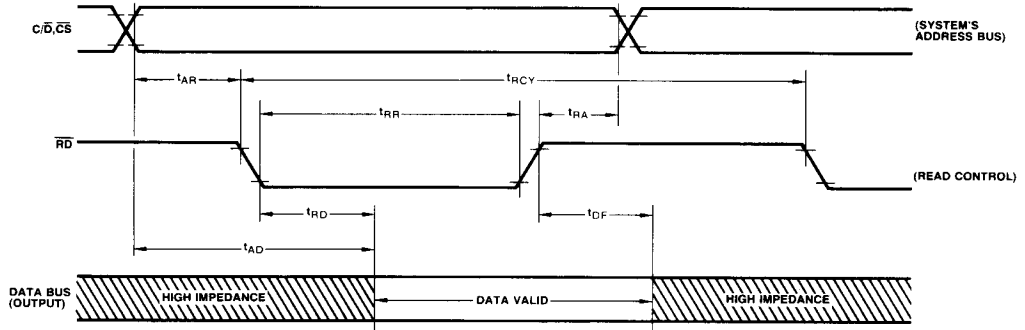 C/D̅,C̅S̅
(SYSTEM'S
ADDRESS BUS)
tAR
tRCY
tRR
tRA
R̅D̅
(READ CONTROL)
tRD
tDF
tAD
DATA BUS
(OUTPUT)
HIGH IMPEDANCE
DATA VALID
HIGH IMPEDANCE